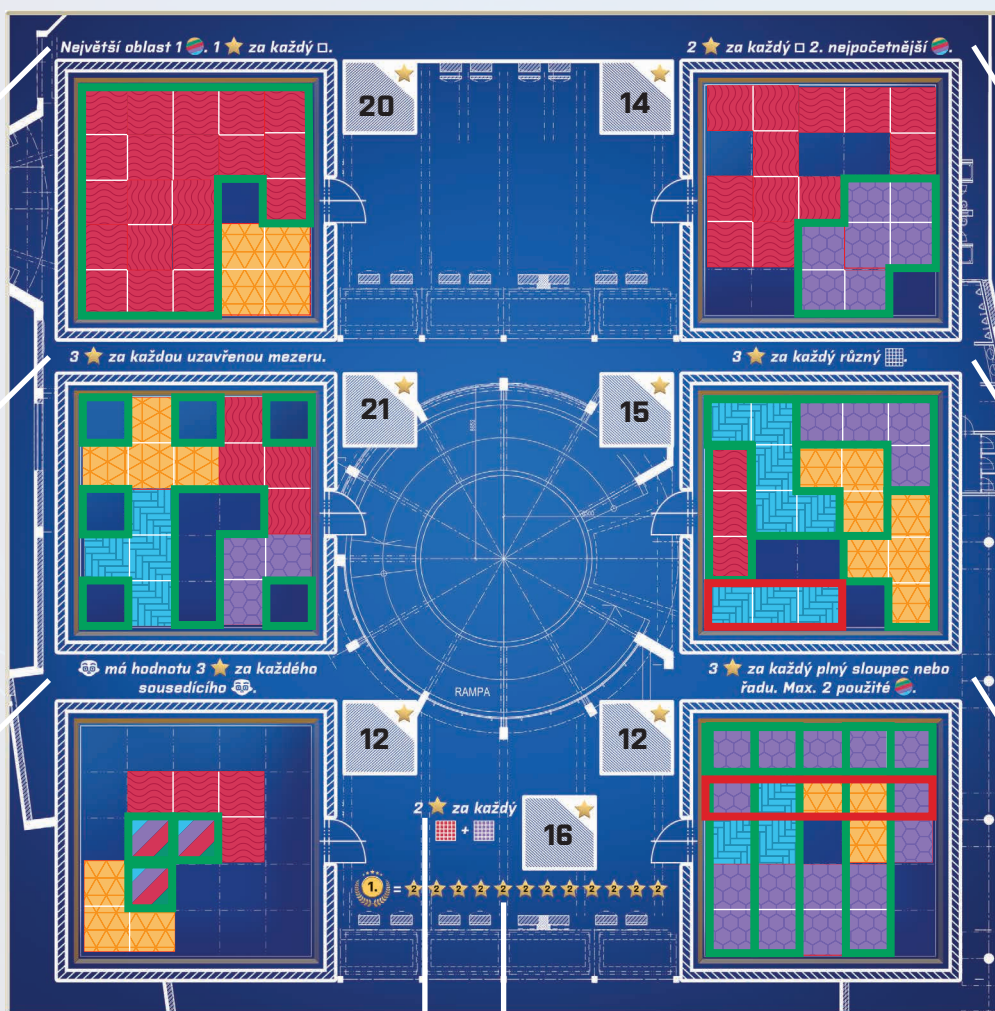 Největší oblast 1 . 1 za každý □.
2 za každý □ 2. nejpočetnější .
20
14
3 za každou uzavřenou mezeru.
3 za každý různý .
21
15
má hodnotu 3 za každého
sousedícího .
3 za každý plný sloupec nebo
řadu. Max. 2 použité .
RAMPA
12
12
2 za každý
+
16
1. = 2 2 2 2 2 2 2 2 2 2 2 2